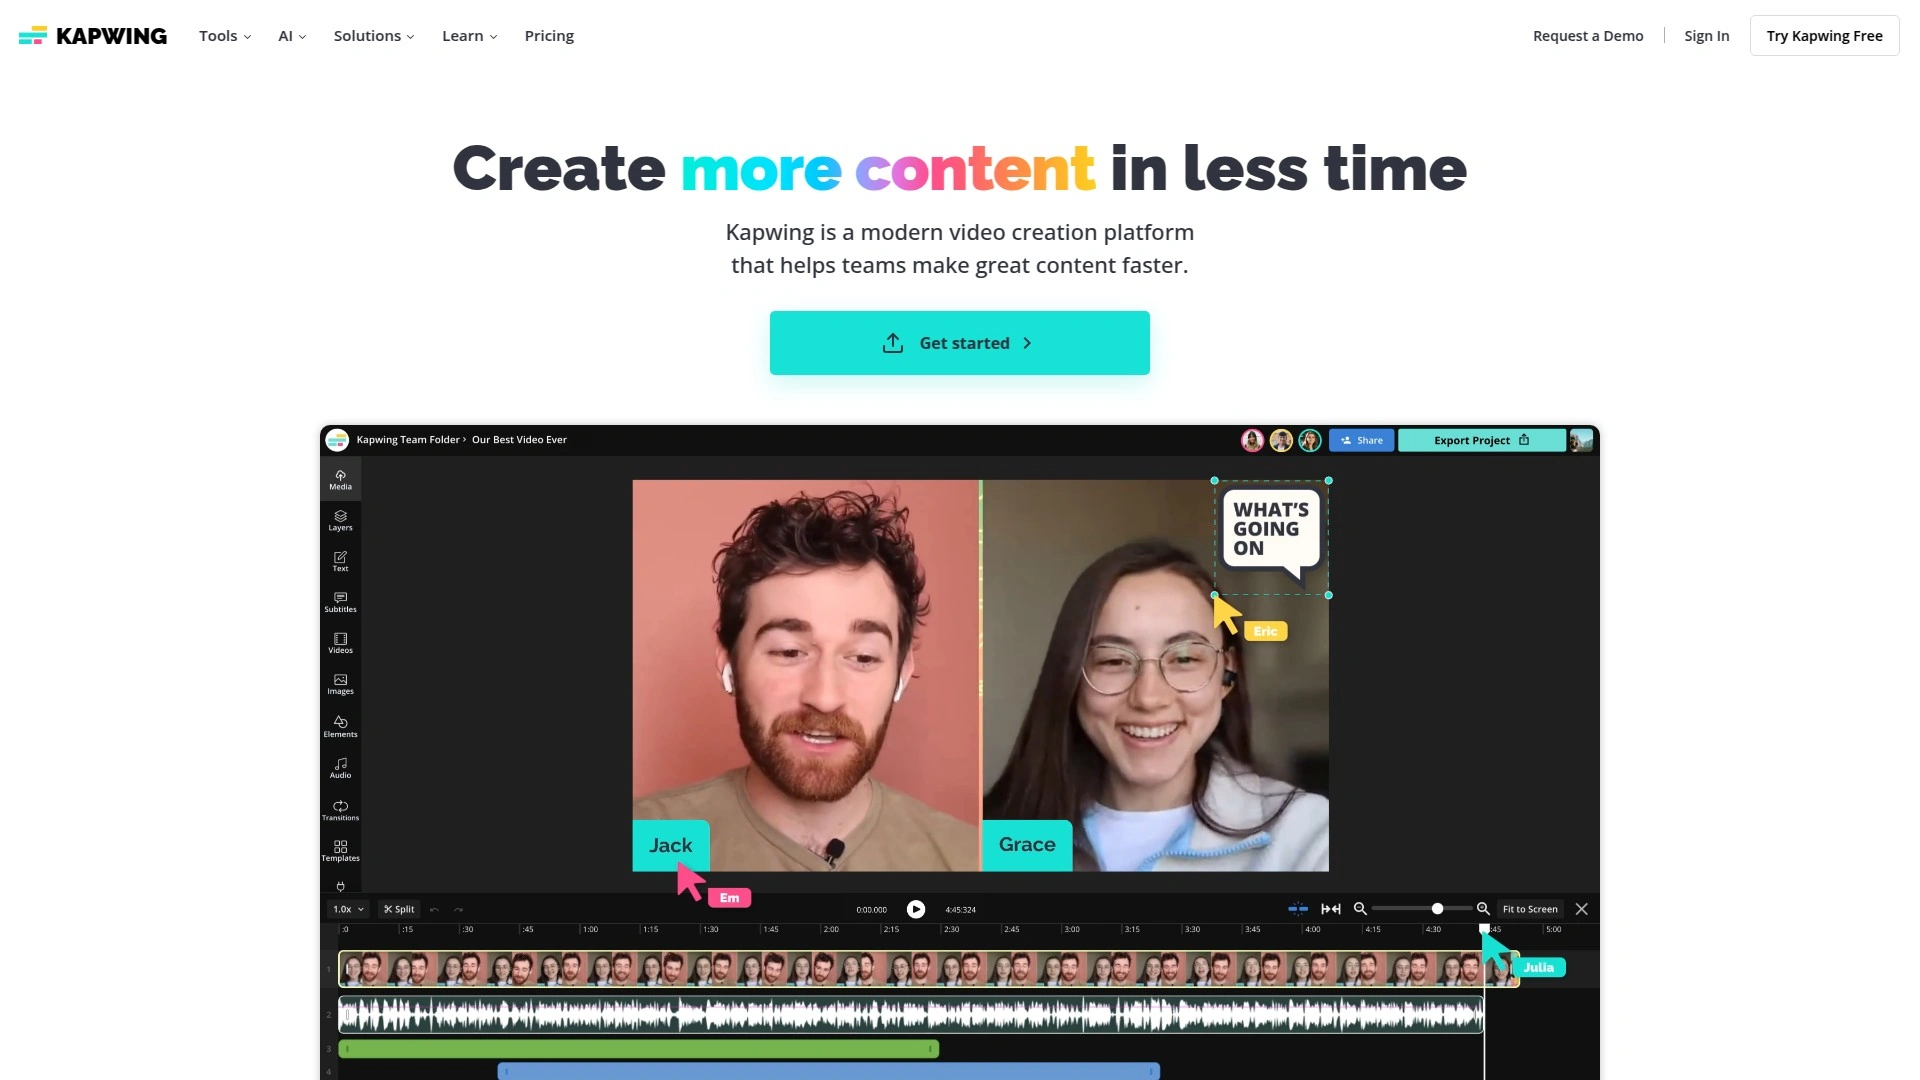 KAPWING
Tools
AI
Solutions
Learn
Pricing
Request a Demo
Sign In
Try Kapwing Free
Create more content in less time
Kapwing is a modern video creation platform
that helps teams make great content faster.
Get started
Kapwing Team Folder › Our Best Video Ever
Share
Export Project
Media
Layers
Text
Subtitles
Videos
Images
Elements
Audio
Transitions
Templates
WHAT'S
GOING
ON
Eric
Jack
Grace
Em
1.0x
Split
0:00.000
4:45:324
Fit to Screen
:0 :15 :30 :45 1:00 1:15 1:30 1:45 2:00 2:15 2:30 2:45 3:00 3:15 3:30 3:45 4:00 4:15 4:30 :45 5:00
Julia
1
2
3
4